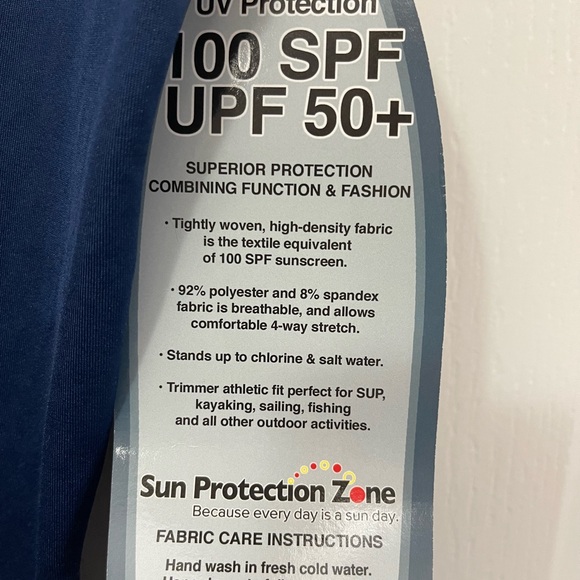 UV Protection
100 SPF
UPF 50+
SUPERIOR PROTECTION
COMBINING FUNCTION & FASHION
• Tightly woven, high-density fabric
is the textile equivalent
of 100 SPF sunscreen.
• 92% polyester and 8% spandex
fabric is breathable, and allows
comfortable 4-way stretch.
• Stands up to chlorine & salt water.
• Trimmer athletic fit perfect for SUP,
kayaking, sailing, fishing
and all other outdoor activities.
Sun Protection Zone
Because every day is a sun day.
FABRIC CARE INSTRUCTIONS
Hand wash in fresh cold water.